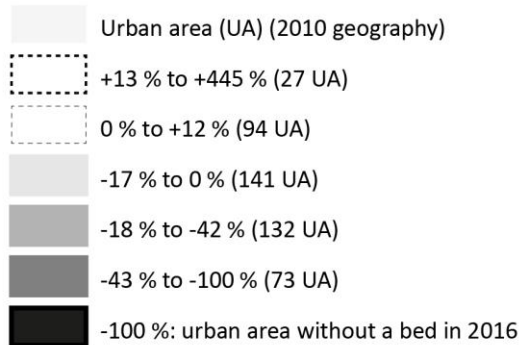 Urban area (UA) (2010 geography)
+13 % to +445 % (27 UA)
0 % to +12 % (94 UA)
-17 % to 0 % (141 UA)
-18 % to -42 % (132 UA)
-43 % to -100 % (73 UA)
-100 %: urban area without a bed in 2016